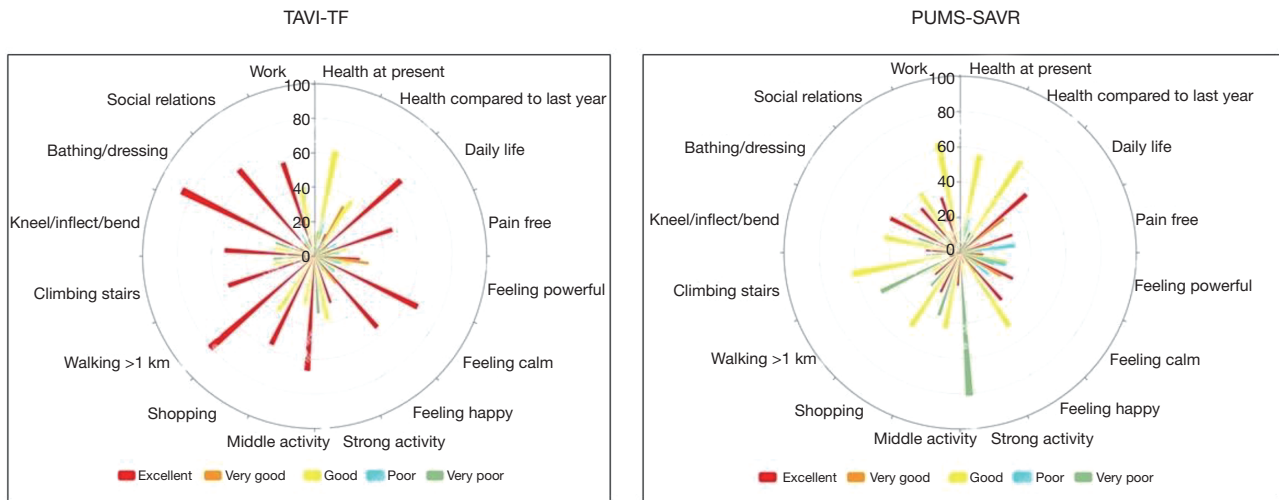 TAVI-TF
Work
Health at present
100
Social relations
Health compared to last year
80
Bathing/dressing
Daily life
60
40
Kneel/inflect/bend
Pain free
20
0
Climbing stairs
Feeling powerful
Walking >1 km
Feeling calm
Shopping
Feeling happy
Middle activity
Strong activity
Excellent Very good Good Poor Very poor
PUMS-SAVR
Work
Health at present
100
Social relations
Health compared to last year
80
Bathing/dressing
Daily life
60
40
Kneel/inflect/bend
Pain free
20
0
Climbing stairs
Feeling powerful
Walking >1 km
Feeling calm
Shopping
Feeling happy
Middle activity
Strong activity
Excellent Very good Good Poor Very poor